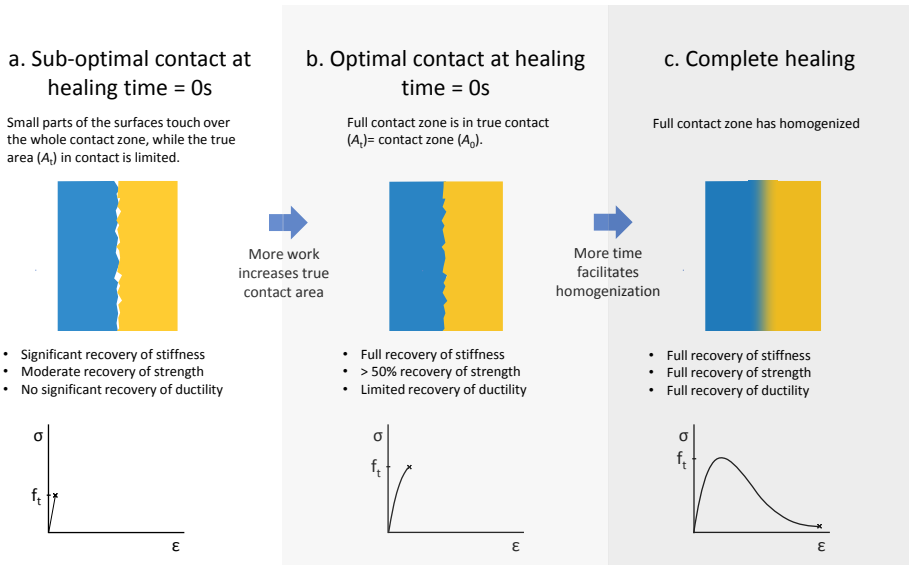 a. Sub-optimal contact at
healing time = 0s
Small parts of the surfaces touch over
the whole contact zone, while the true
area (At) in contact is limited.
More work
increases true
contact area
• Significant recovery of stiffness
• Moderate recovery of strength
• No significant recovery of ductility
σ
ft
ε
b. Optimal contact at healing
time = 0s
Full contact zone is in true contact
(At)= contact zone (A0).
More time
facilitates
homogenization
• Full recovery of stiffness
• > 50% recovery of strength
• Limited recovery of ductility
σ
ft
ε
c. Complete healing
Full contact zone has homogenized
• Full recovery of stiffness
• Full recovery of strength
• Full recovery of ductility
σ
ft
ε